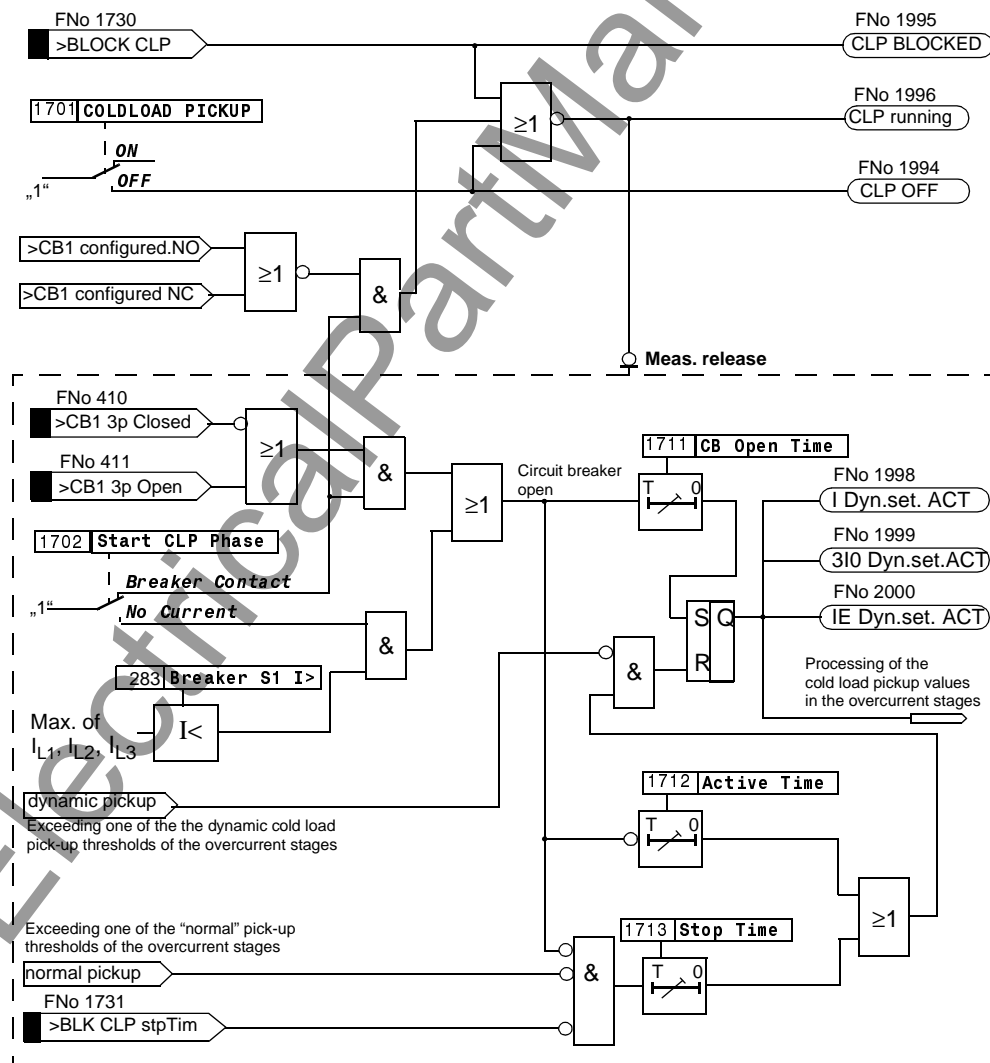 FNo 1730
>BLOCK CLP
FNo 1995
CLP BLOCKED
1701 COLDLOAD PICKUP
≥1
FNo 1996
CLP running
ON
OFF
„1“
FNo 1994
CLP OFF
>CB1 configured.NO
>CB1 configured NC
≥1
&
Meas. release
FNo 410
>CB1 3p Closed
FNo 411
>CB1 3p Open
≥1
&
≥1
Circuit breaker
open
1711 CB Open Time
T 0
FNo 1998
I Dyn.set. ACT
FNo 1999
3I0 Dyn.set.ACT
FNo 2000
IE Dyn.set. ACT
1702 Start CLP Phase
Breaker Contact
„1“
No Current
&
S Q
R
&
Processing of the
cold load pickup values
in the overcurrent stages
283 Breaker S1 I>
Max. of
IL1, IL2, IL3
I<
dynamic pickup
Exceeding one of the the dynamic cold load
pick-up thresholds of the overcurrent stages
1712 Active Time
T 0
≥1
Exceeding one of the “normal” pick-up
thresholds of the overcurrent stages
normal pickup
FNo 1731
>BLK CLP stpTim
&
1713 Stop Time
T 0